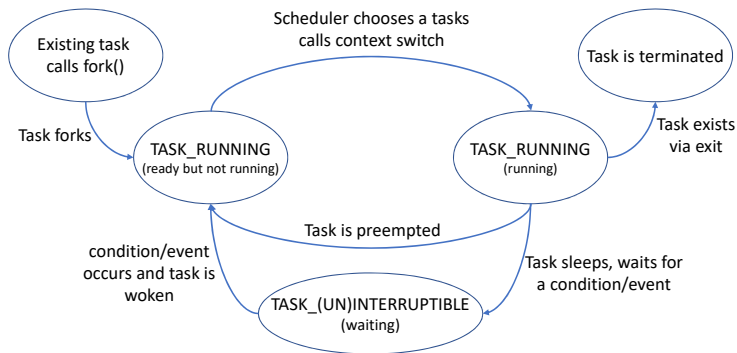 Existing task
calls fork()
Scheduler chooses a tasks
calls context switch
Task is terminated
Task forks
TASK_RUNNING
(ready but not running)
TASK_RUNNING
(running)
Task exists
via exit
Task is preempted
condition/event
occurs and task is
woken
Task sleeps, waits for
a condition/event
TASK_(UN)INTERRUPTIBLE
(waiting)